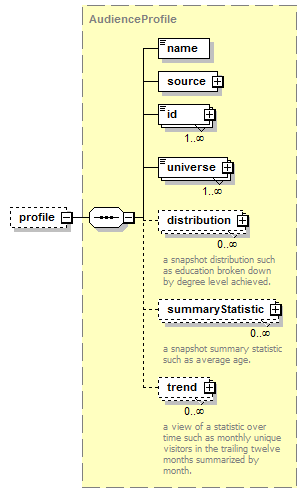 AudienceProfile
name
source
id
1..∞
universe
1..∞
profile
distribution
0..∞
a snapshot distribution such
as education broken down
by degree level achieved.
summaryStatistic
0..∞
a snapshot summary statistic
such as average age.
trend
0..∞
a view of a statistic over
time such as monthly unique
visitors in the trailing twelve
months summarized by
month.